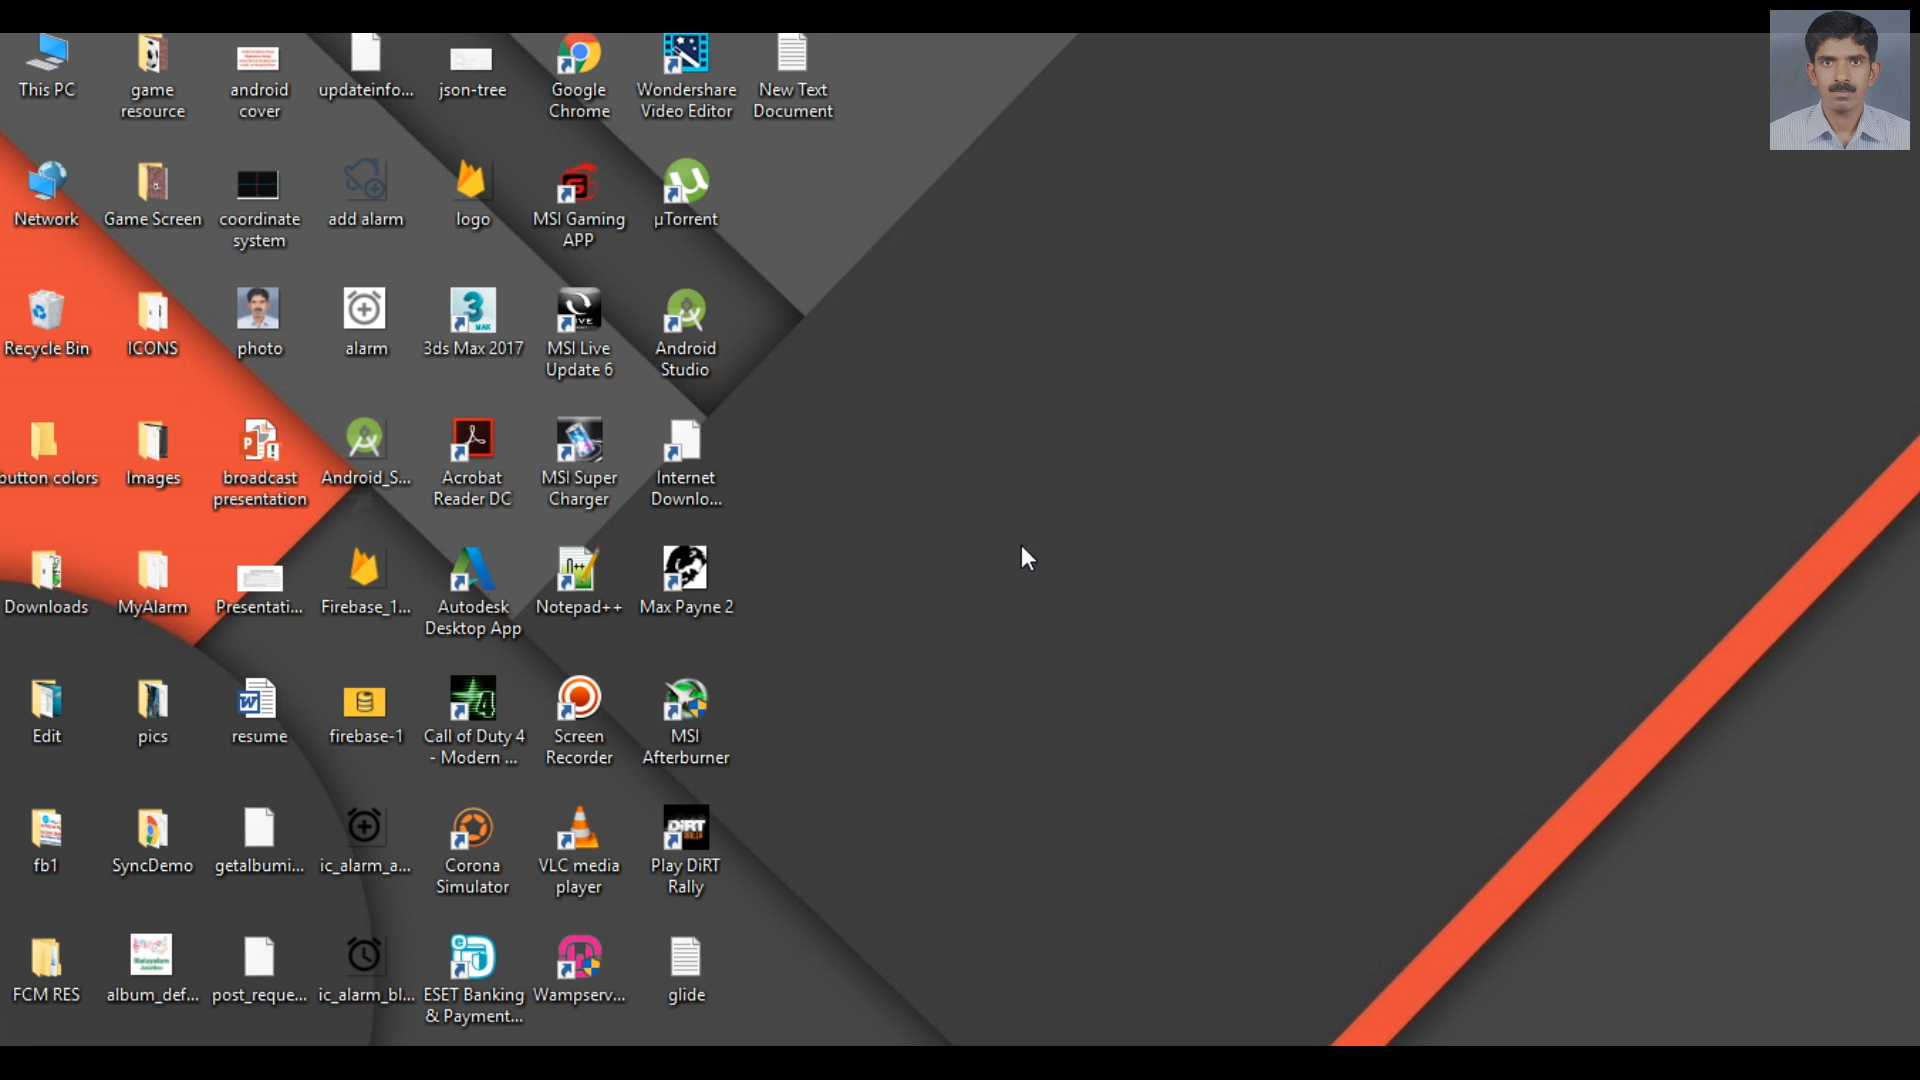 This PC
game
resource
android
cover
updateinfo...
json-tree
Google
Chrome
Wondershare
Video Editor
New Text
Document
Network
Game Screen
coordinate
system
add alarm
logo
MSI Gaming
APP
µTorrent
Recycle Bin
ICONS
photo
alarm
3ds Max 2017
MSI Live
Update 6
Android
Studio
button colors
Images
broadcast
presentation
Android_S...
Acrobat
Reader DC
MSI Super
Charger
Internet
Downlo...
Downloads
MyAlarm
Presentati...
Firebase_1...
Autodesk
Desktop App
Notepad++
Max Payne 2
Edit
pics
resume
firebase-1
Call of Duty 4
- Modern ...
Screen
Recorder
MSI
Afterburner
fb1
SyncDemo
getalbumi...
ic_alarm_a...
Corona
Simulator
VLC media
player
Play DiRT
Rally
FCM RES
album_def...
post_reque...
ic_alarm_bl...
ESET Banking
& Payment...
Wampserv...
glide